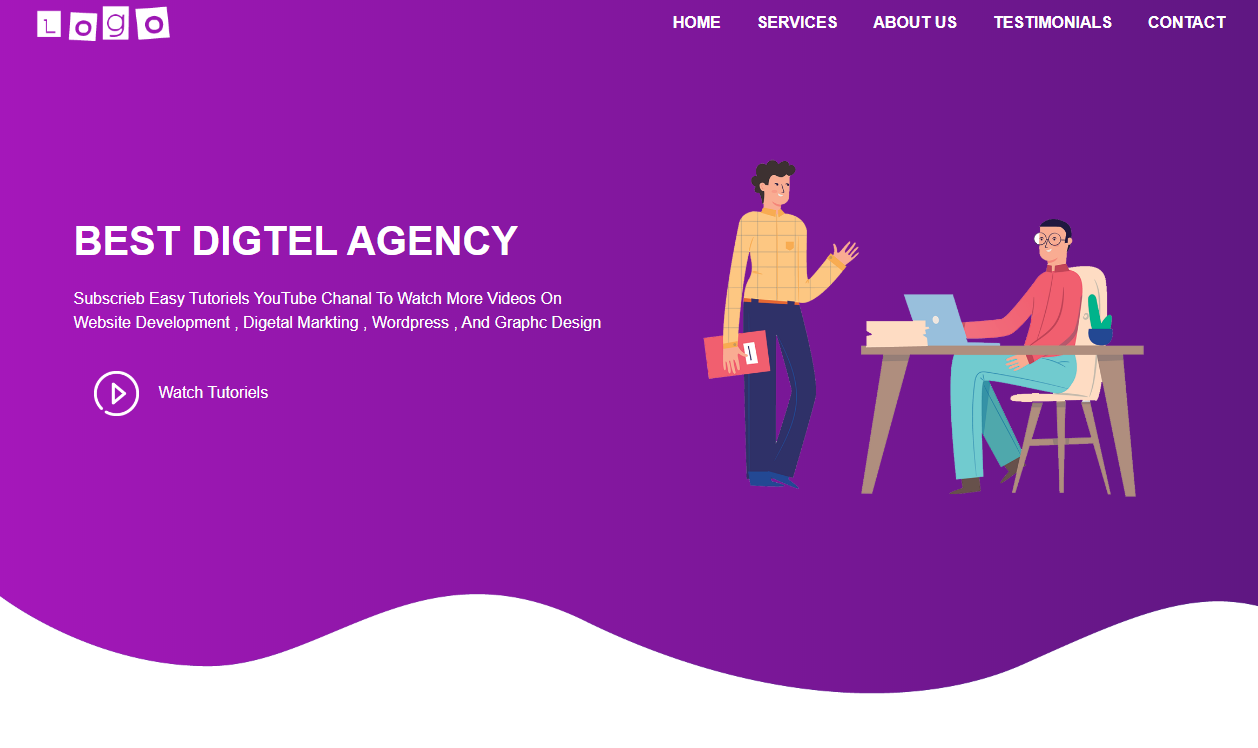 Logo
HOME SERVICES ABOUT US TESTIMONIALS CONTACT
BEST DIGTEL AGENCY
Subscrieb Easy Tutoriels YouTube Chanal To Watch More Videos On
Website Development , Digetal Markting , Wordpress , And Graphc Design
Watch Tutoriels